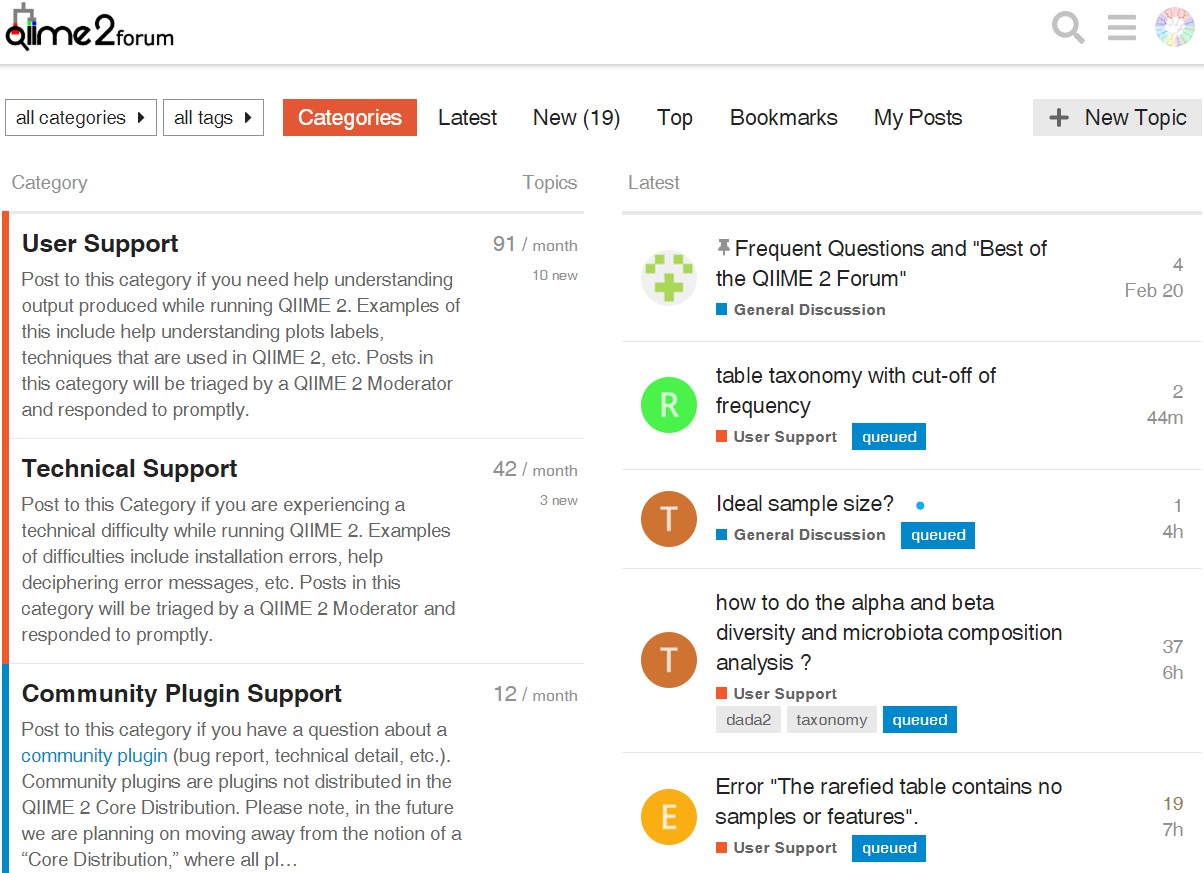 qiime2forum
all categories
all tags
Categories
Latest
New (19)
Top
Bookmarks
My Posts
+ New Topic
Category
Topics
User Support
91 / month
10 new
Post to this category if you need help understanding
output produced while running QIIME 2. Examples of
this include help understanding plots labels,
techniques that are used in QIIME 2, etc. Posts in
this category will be triaged by a QIIME 2 Moderator
and responded to promptly.
Technical Support
42 / month
3 new
Post to this Category if you are experiencing a
technical difficulty while running QIIME 2. Examples
of difficulties include installation errors, help
deciphering error messages, etc. Posts in this
category will be triaged by a QIIME 2 Moderator and
responded to promptly.
Community Plugin Support
12 / month
Post to this category if you have a question about a
community plugin (bug report, technical detail, etc.).
Community plugins are plugins not distributed in the
QIIME 2 Core Distribution. Please note, in the future
we are planning on moving away from the notion of a
“Core Distribution,” where all pl…
Latest
Frequent Questions and "Best of
the QIIME 2 Forum"
General Discussion
4
Feb 20
R
table taxonomy with cut-off of
frequency
User Support queued
2
44m
T
Ideal sample size?
General Discussion queued
1
4h
T
how to do the alpha and beta
diversity and microbiota composition
analysis ?
User Support
dada2 taxonomy queued
37
6h
E
Error "The rarefied table contains no
samples or features".
User Support queued
19
7h